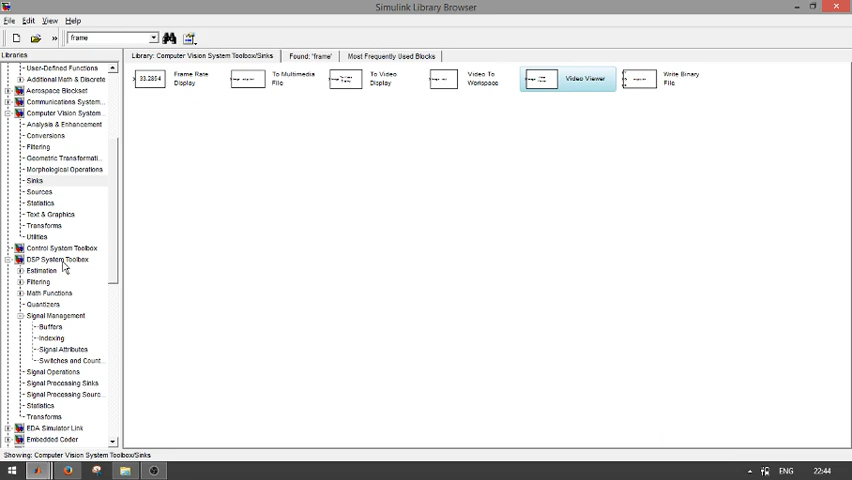 Simulink Library Browser
File Edit View Help
» frame
Libraries
Library: Computer Vision System Toolbox/Sinks
Found: 'frame'
Most Frequently Used Blocks
User-Defined Functions
Additional Math & Discrete
Aerospace Blockset
Communications System...
Computer Vision System...
Analysis & Enhancement
Conversions
Filtering
Geometric Transformati...
Morphological Operations
Sinks
Sources
Statistics
Text & Graphics
Transforms
Utilities
Control System Toolbox
DSP System Toolbox
Estimation
Filtering
Math Functions
Quantizers
Signal Management
Buffers
Indexing
Signal Attributes
Switches and Count...
Signal Operations
Signal Processing Sinks
Signal Processing Sourc...
Statistics
Transforms
EDA Simulator Link
Embedded Coder
33.2854
Frame Rate
Display
To Multimedia
File
To Video
Display
Video To
Workspace
Video Viewer
Write Binary
File
Showing: Computer Vision System Toolbox/Sinks
ENG 22:44